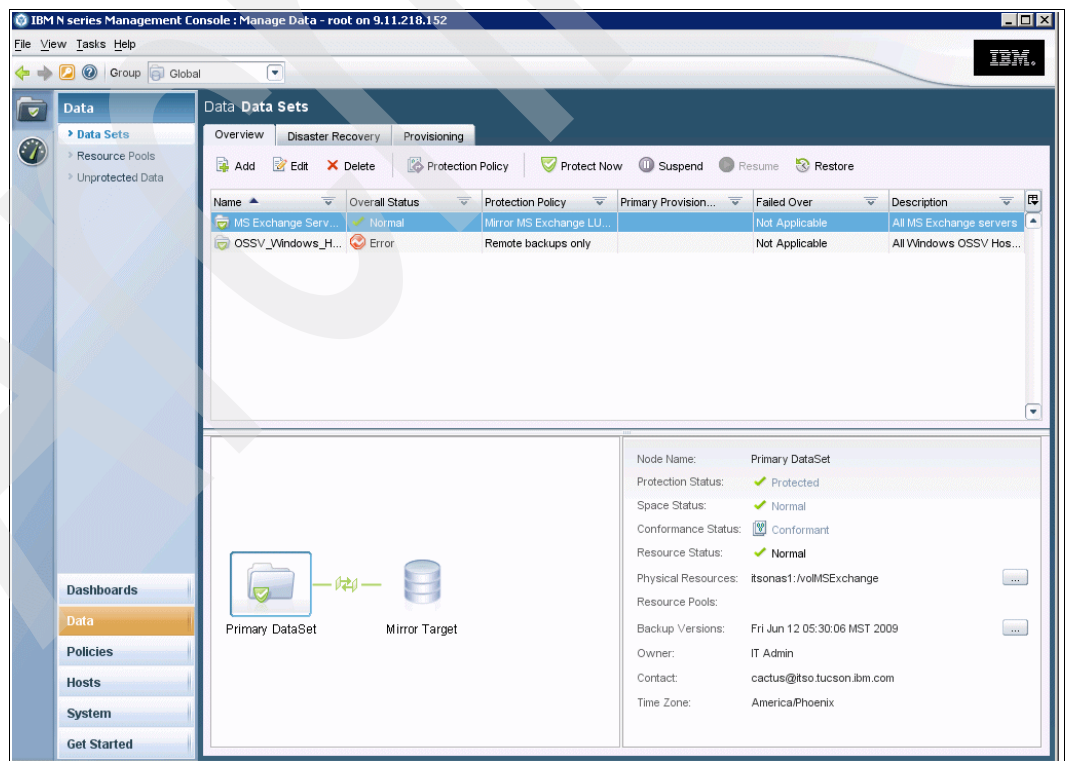 IBM N series Management Console : Manage Data - root on 9.11.218.152
File View Tasks Help
Group Global
IBM.
Data
Data Sets
Resource Pools
Unprotected Data
Dashboards
Data
Policies
Hosts
System
Get Started
Data Data Sets
Overview Disaster Recovery Provisioning
Add Edit Delete Protection Policy Protect Now Suspend Resume Restore
Name Overall Status Protection Policy Primary Provision... Failed Over Description
MS Exchange Serv... Normal Mirror MS Exchange LU... Not Applicable All MS Exchange servers
OSSV_Windows_H... Error Remote backups only Not Applicable All Windows OSSV Hos...
Primary DataSet Mirror Target
Node Name: Primary DataSet
Protection Status: Protected
Space Status: Normal
Conformance Status: Conformant
Resource Status: Normal
Physical Resources: itsonas1:/volMSExchange ...
Resource Pools:
Backup Versions: Fri Jun 12 05:30:06 MST 2009 ...
Owner: IT Admin
Contact: cactus@itso.tucson.ibm.com
Time Zone: America/Phoenix